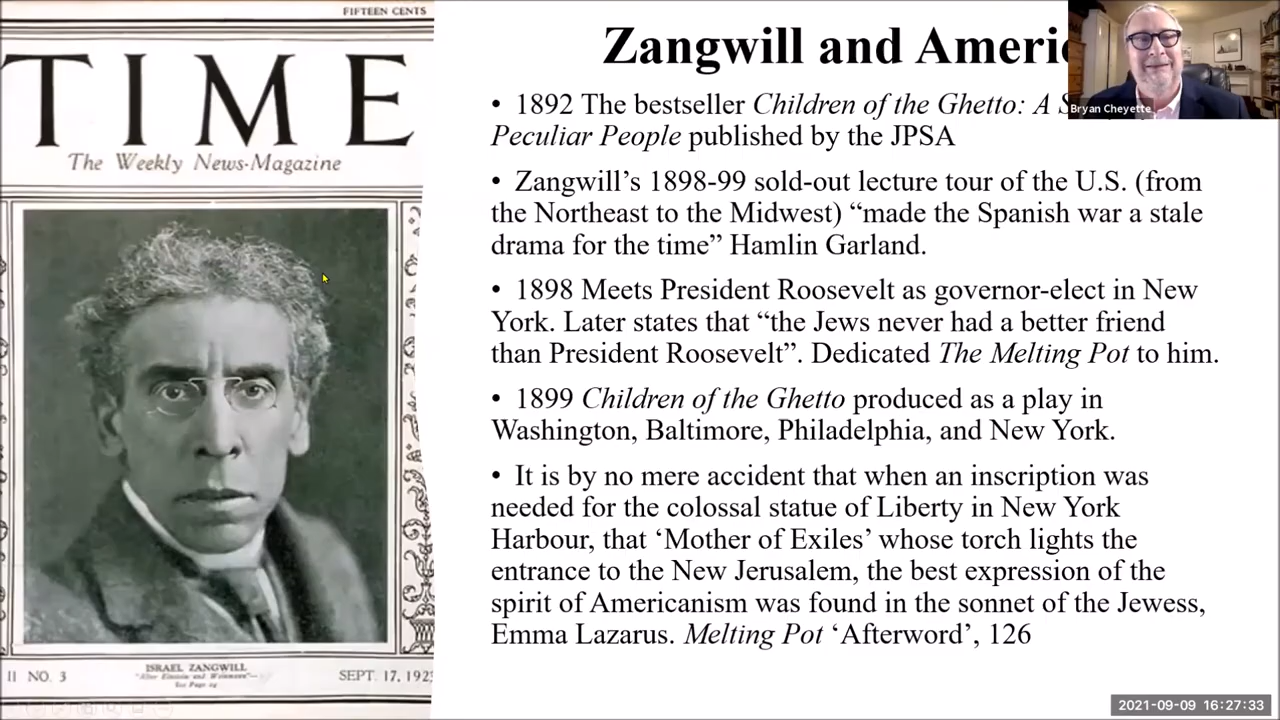 FIFTEEN CENTS
TIME
The Weekly News-Magazine
II NO. 3
ISRAEL ZANGWILL
"After Einstein and Weizmann"—
See Page
SEPT. 17, 192
Zangwill and Ameri
• 1892 The bestseller Children of the Ghetto: A S
Peculiar People published by the JPSA
• Zangwill’s 1898-99 sold-out lecture tour of the U.S. (from
the Northeast to the Midwest) “made the Spanish war a stale
drama for the time” Hamlin Garland.
• 1898 Meets President Roosevelt as governor-elect in New
York. Later states that “the Jews never had a better friend
than President Roosevelt”. Dedicated The Melting Pot to him.
• 1899 Children of the Ghetto produced as a play in
Washington, Baltimore, Philadelphia, and New York.
• It is by no mere accident that when an inscription was
needed for the colossal statue of Liberty in New York
Harbour, that ‘Mother of Exiles’ whose torch lights the
entrance to the New Jerusalem, the best expression of the
spirit of Americanism was found in the sonnet of the Jewess,
Emma Lazarus. Melting Pot ‘Afterword’, 126
Bryan Cheyette
2021-09-09 16:27:33